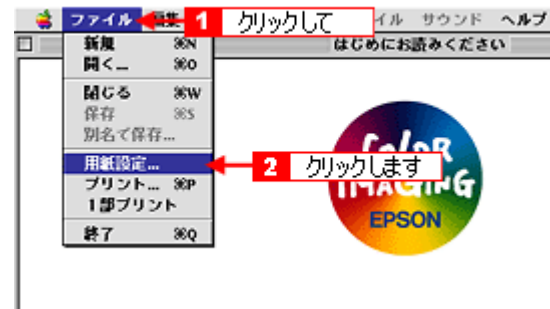 ファイル 編集 1 クリックして イル サウンド ヘルプ
はじめにお読みください
新規 ⌘N
開く... ⌘O
閉じる ⌘W
保存 ⌘S
別名で保存...
用紙設定... 2 クリックします
プリント... ⌘P
1部プリント
終了 ⌘Q
Color
IMAGING
EPSON